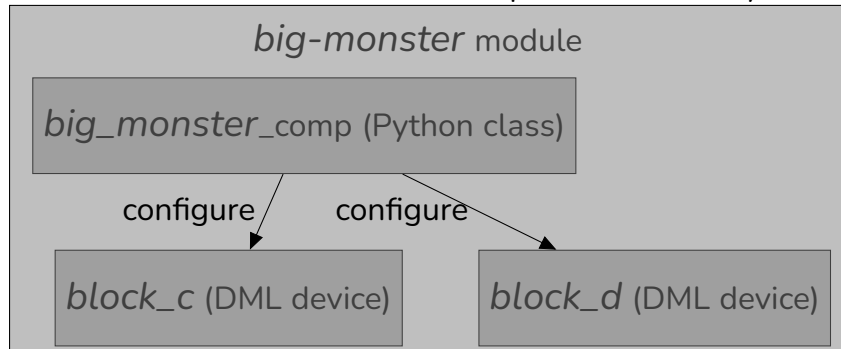 big-monster module
big_monster_comp (Python class)
configure configure
block_c (DML device) block_d (DML device)